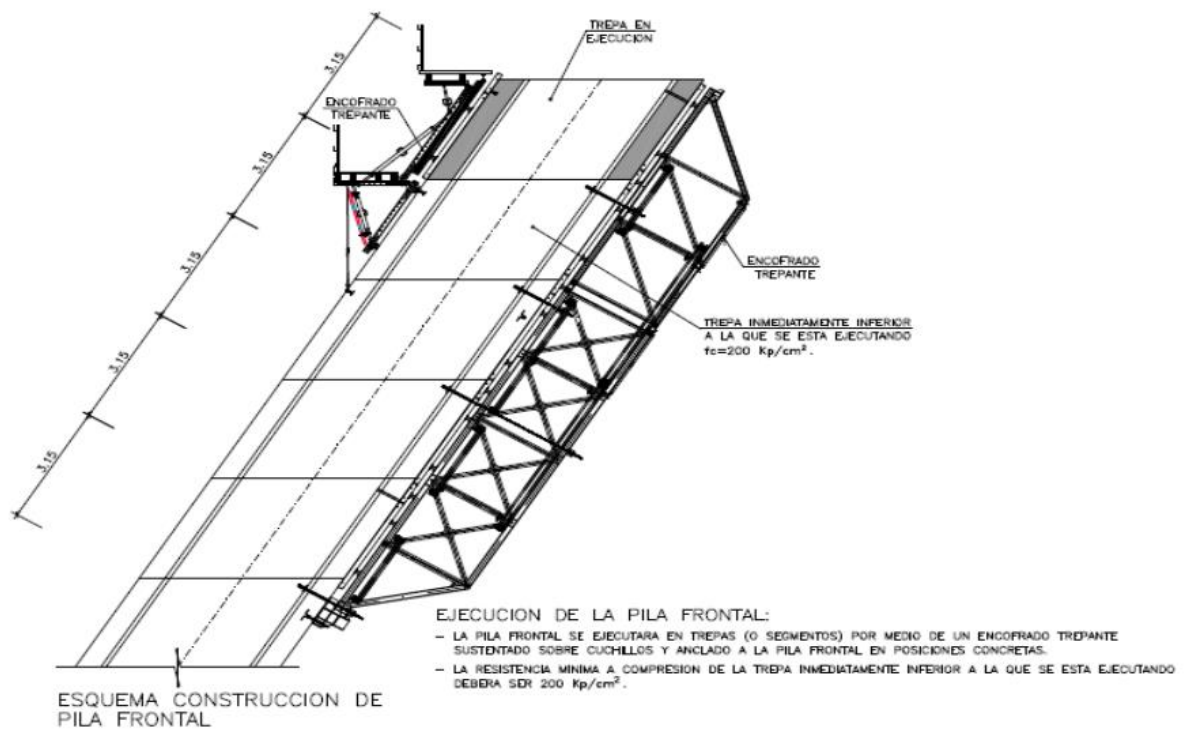 TREPA EN
EJECUCION
3.15
ENCOFRADO
TREPANTE
3.15
3.15
ENCOFRADO
TREPANTE
3.15
TREPA INMEDIATAMENTE INFERIOR
A LA QUE SE ESTA EJECUTANDO
fc=200 Kp/cm².
3.15
EJECUCION DE LA PILA FRONTAL:
- LA PILA FRONTAL SE EJECUTARA EN TREPAS (O SEGMENTOS) POR MEDIO DE UN ENCOFRADO TREPANTE
SUSTENTADO SOBRE CUCHILLOS Y ANCLADO A LA PILA FRONTAL EN POSICIONES CONCRETAS.
- LA RESISTENCIA MINIMA A COMPRESION DE LA TREPA INMEDIATAMENTE INFERIOR A LA QUE SE ESTA EJECUTANDO
DEBERA SER 200 Kp/cm².
ESQUEMA CONSTRUCCION DE
PILA FRONTAL